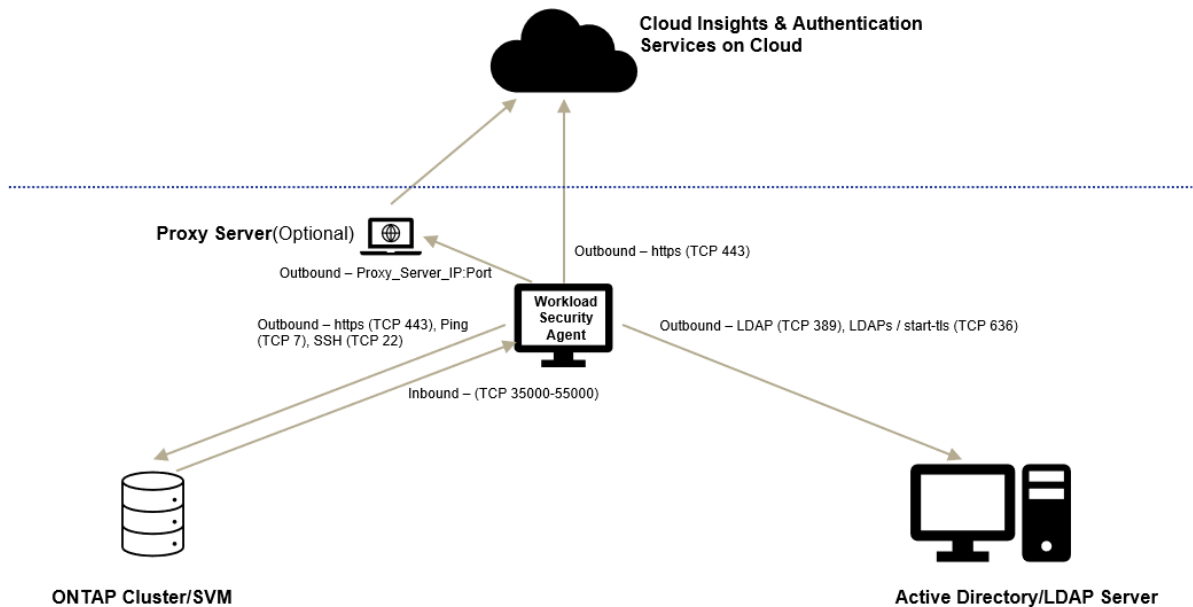 Cloud Insights & Authentication
Services on Cloud
Proxy Server(Optional)
Outbound – https (TCP 443)
Outbound – Proxy_Server_IP:Port
Workload
Security
Agent
Outbound – https (TCP 443), Ping
(TCP 7), SSH (TCP 22)
Outbound – LDAP (TCP 389), LDAPs / start-tls (TCP 636)
Inbound – (TCP 35000-55000)
ONTAP Cluster/SVM
Active Directory/LDAP Server